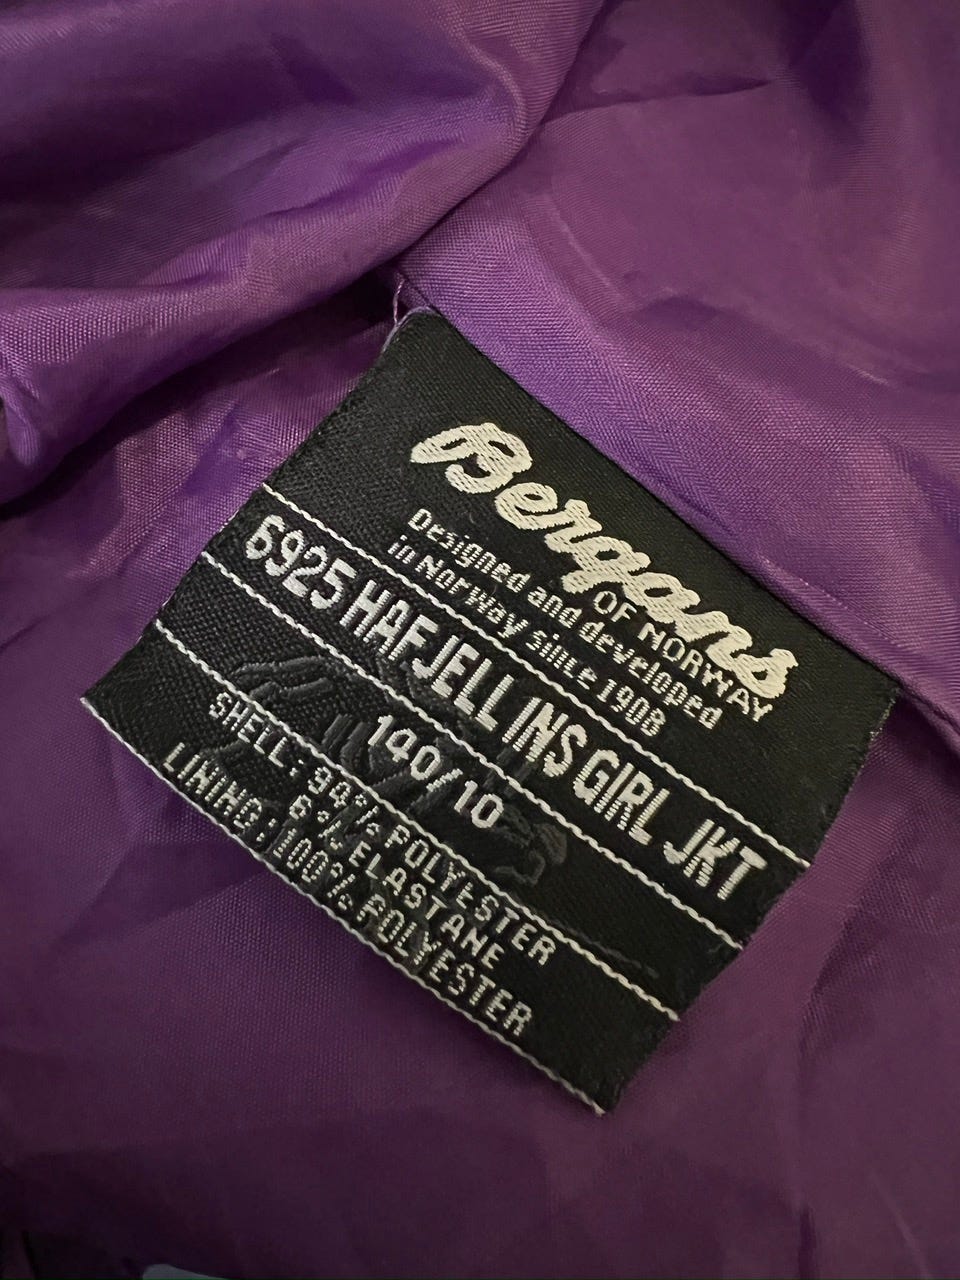 Bergans
OF NORWAY
Designed and developed
in Norway since 1908
6925 HAFJELL INS GIRL JKT
140/10
SHELL: 94% POLYESTER
6% ELASTANE
LINING: 100% POLYESTER